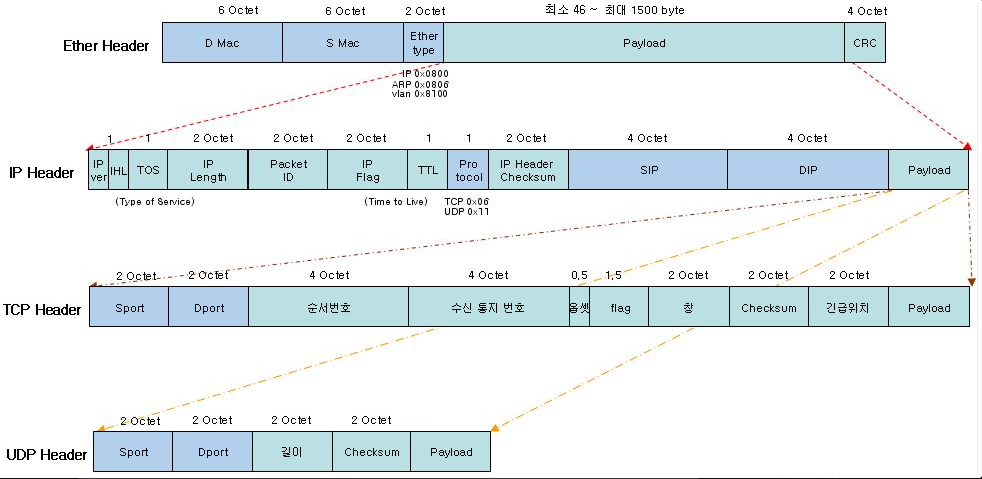 6 Octet 6 Octet 2 Octet 최소 46 ~ 최대 1500 byte 4 Octet
Ether Header D Mac S Mac Ether type Payload CRC
IP 0x0800
ARP 0x0806
vlan 0x8100
1 1 2 Octet 2 Octet 2 Octet 1 1 2 Octet 4 Octet 4 Octet
IP Header IP ver IHL TOS IP Length Packet ID IP Flag TTL Pro tocol IP Header Checksum SIP DIP Payload
(Type of Service) (Time to Live) TCP 0x06
UDP 0x11
2 Octet 2 Octet 4 Octet 4 Octet 0,5 1,5 2 Octet 2 Octet 2 Octet
TCP Header Sport Dport 순서번호 수신 통지 번호 옵셋 flag 창 Checksum 긴급위치 Payload
2 Octet 2 Octet 2 Octet 2 Octet
UDP Header Sport Dport 길이 Checksum Payload